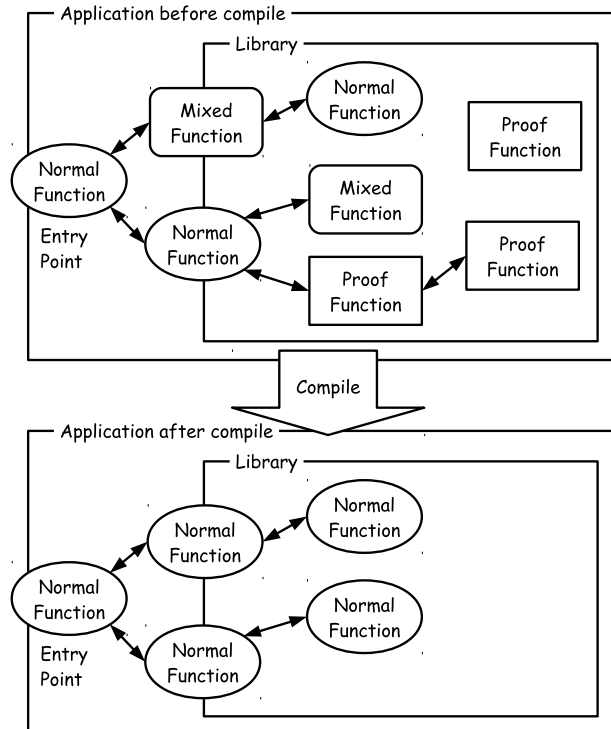 Application before compile
Library
Mixed
Function
Normal
Function
Proof
Function
Normal
Function
Entry
Point
Mixed
Function
Normal
Function
Proof
Function
Proof
Function
Compile
Application after compile
Library
Normal
Function
Normal
Function
Normal
Function
Entry
Point
Normal
Function
Normal
Function